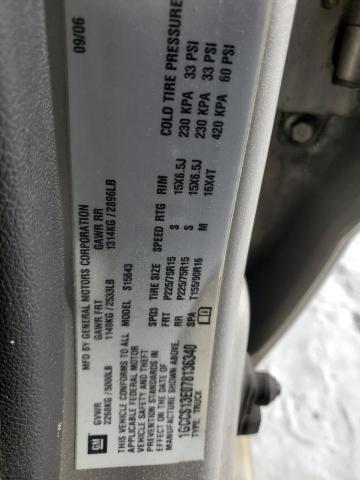 MFD BY GENERAL MOTORS CORPORATION 09/06
GVWR GAWR FRT GAWR RR
2268KG/5000LB 1149KG/2533LB 1314KG/2896LB
GM
THIS VEHICLE CONFORMS TO ALL
APPLICABLE FEDERAL MOTOR
VEHICLE SAFETY AND THEFT
PREVENTION STANDARDS IN
EFFECT ON THE DATE OF
MANUFACTURE SHOWN ABOVE.
1GCCS13E078136340
TYPE: TRUCK
MODEL: S15643
SPO3 TIRE SIZE SPEED RTG RIM COLD TIRE PRESSURE
FRT P225/75R15 S 15X6.5J 230 KPA 33 PSI
RR P225/75R15 S 15X6.5J 230 KPA 33 PSI
SPA T155/90R16 M 16X4T 420 KPA 60 PSI